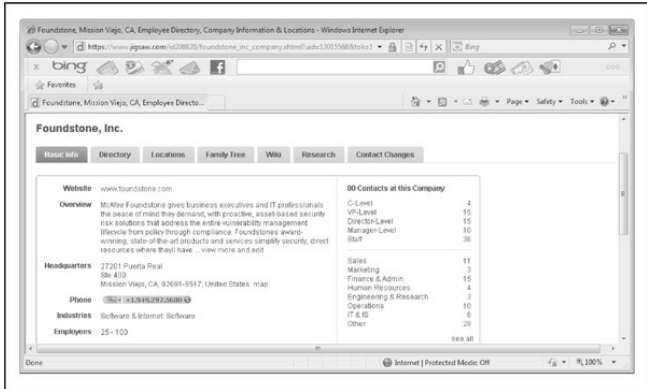 Foundstone, Mission Viejo, CA, Employee Directory, Company Information & Locations - Windows Internet Explorer
https://www.jigsaw.com/id208820/foundstone_inc_company.xhtml
Bing
bing
Favorites
Foundstone, Mission Viejo, CA, Employee Directo...
Page Safety Tools
Foundstone, Inc.
Basic Info Directory Locations Family Tree Wiki Research Contact Changes
Website www.foundstone.com
Overview McAfee Foundstone gives business executives and IT professionals
the peace of mind they demand, with proactive, asset-based security
risk solutions that address the entire vulnerability management
lifecycle from policy through compliance. Foundstones award-
winning, state-of-the-art products and services simplify security, direct
resources where theyll have ... view more and edit
Headquarters 27201 Puerta Real
Ste 400
Mission Viejo, CA, 92691-8517, United States map
Phone +1.949.297.5600
Industries Software & Internet: Software
Employees 25 - 100
80 Contacts at this Company
C-Level 4
VP-Level 15
Director-Level 15
Manager-Level 10
Staff 36
Sales 11
Marketing 3
Finance & Admin 15
Human Resources 4
Engineering & Research 3
Operations 10
IT & IS 6
Other 28
see all
Done
Internet | Protected Mode: Off
100%